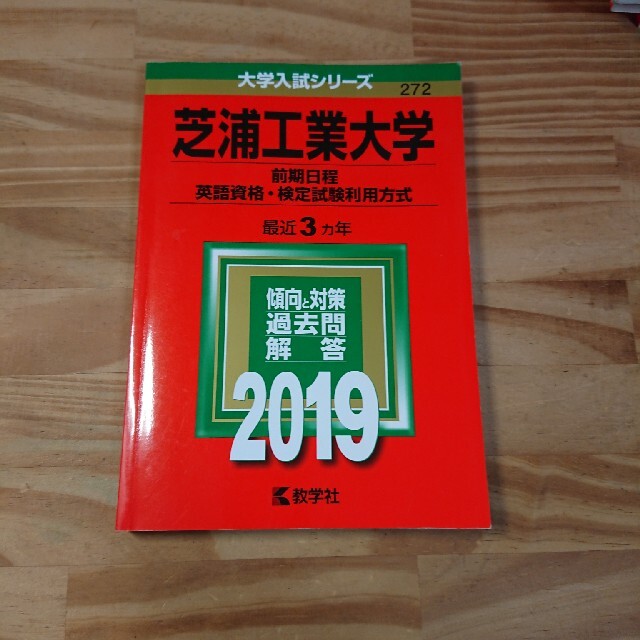 大学入試シリーズ
272
芝浦工業大学
前期日程
英語資格・検定試験利用方式
最近3ヵ年
傾向と対策
過去問
解答
2019
教学社